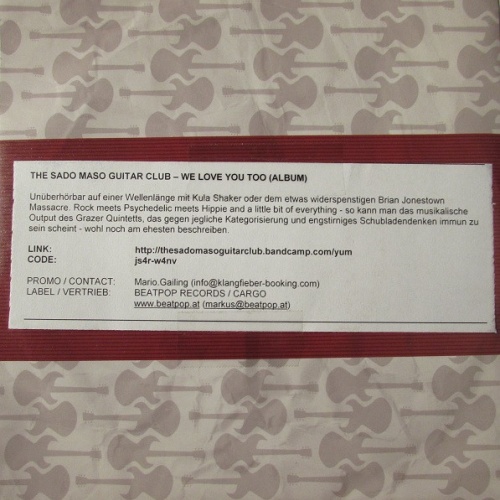 THE SADO MASO GUITAR CLUB – WE LOVE YOU TOO (ALBUM)
Unüberhörbar auf einer Wellenlänge mit Kula Shaker oder dem etwas widerspenstigen Brian Jonestown
Massacre. Rock meets Psychedelic meets Hippie and a little bit of everything - so kann man das musikalische
Output des Grazer Quintetts, das gegen jegliche Kategorisierung und engstirniges Schubladendenken immun zu
sein scheint - wohl noch am ehesten beschreiben.
LINK: http://thesadomasoguitarclub.bandcamp.com/yum
CODE: js4r-w4nv
PROMO / CONTACT: Mario.Gailing (info@klangfieber-booking.com)
LABEL / VERTRIEB: BEATPOP RECORDS / CARGO
www.beatpop.at (markus@beatpop.at)